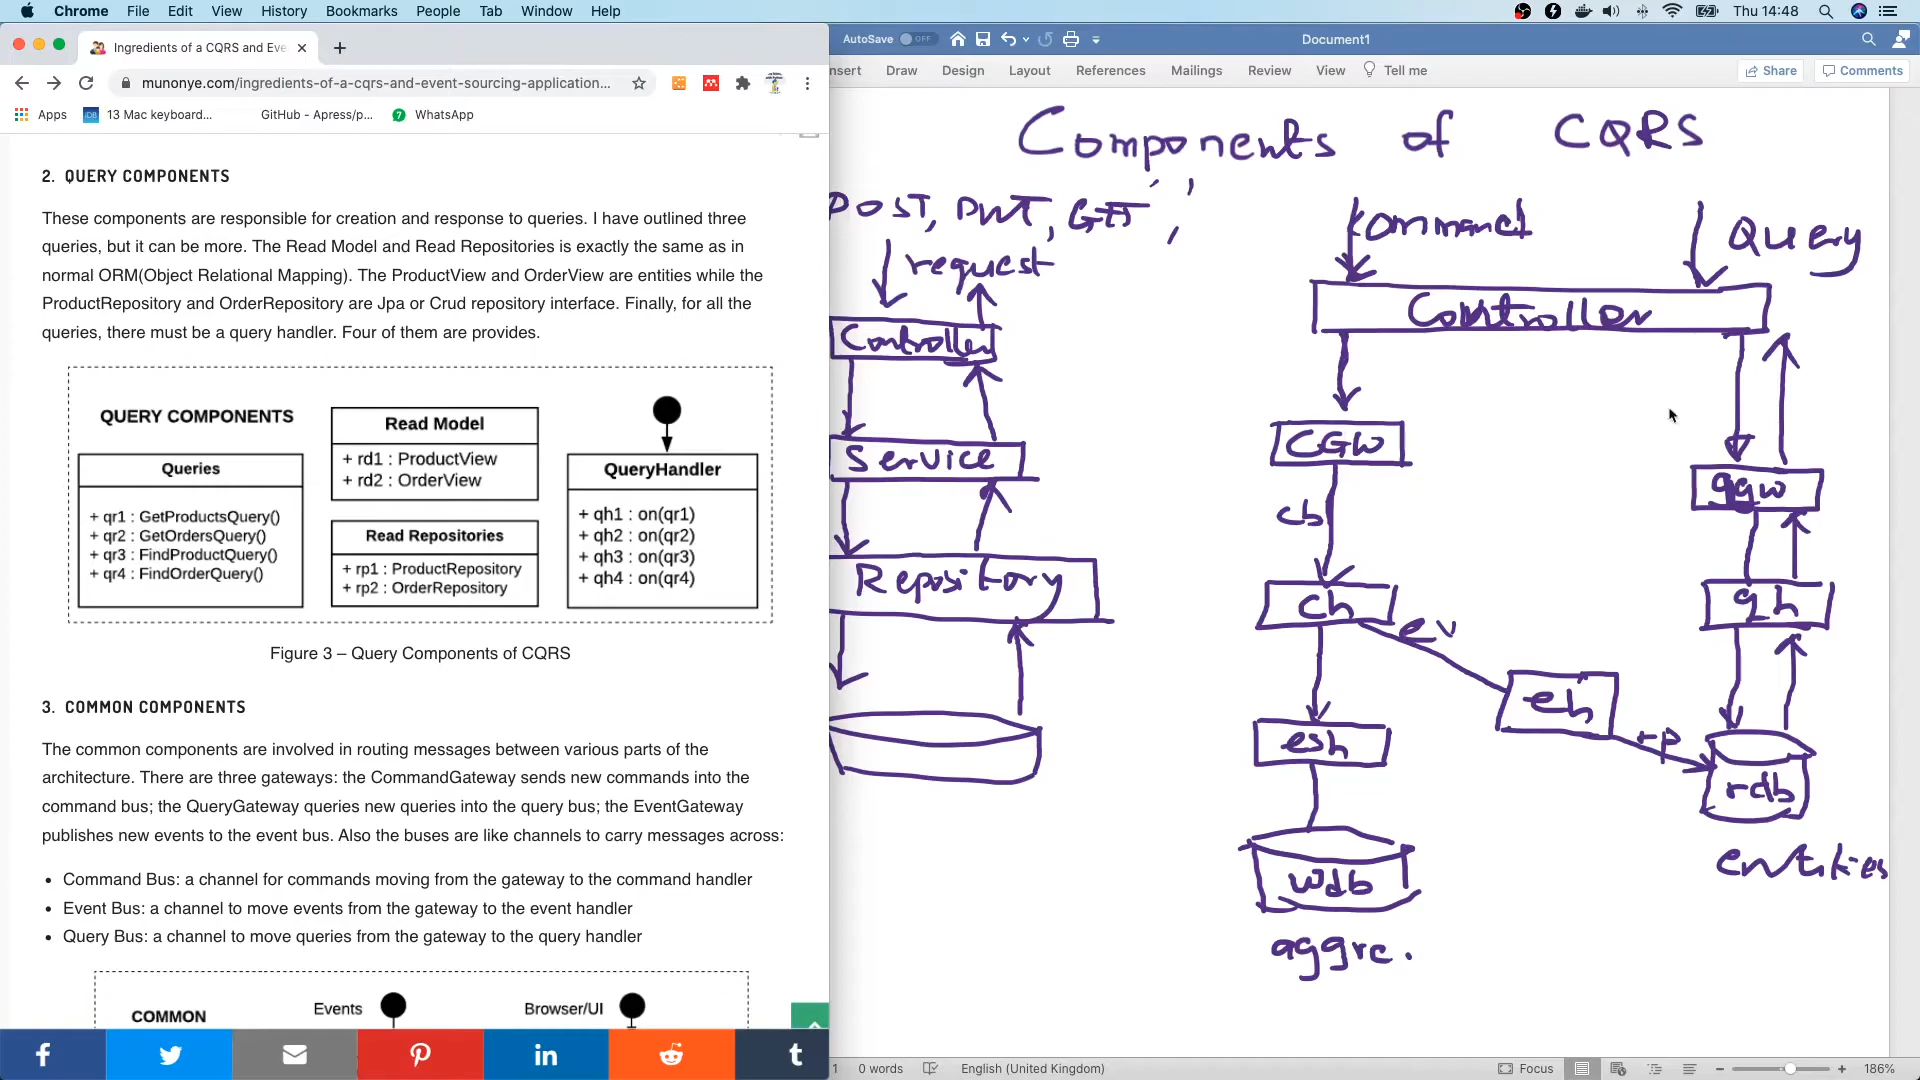 Chrome File Edit View History Bookmarks People Tab Window Help
Thu 14:48
Ingredients of a CQRS and Eve
munonye.com/ingredients-of-a-cqrs-and-event-sourcing-application...
Apps 13 Mac keyboard... GitHub - Apress/p... WhatsApp
2. QUERY COMPONENTS
These components are responsible for creation and response to queries. I have outlined three
queries, but it can be more. The Read Model and Read Repositories is exactly the same as in
normal ORM(Object Relational Mapping). The ProductView and OrderView are entities while the
ProductRepository and OrderRepository are Jpa or Crud repository interface. Finally, for all the
queries, there must be a query handler. Four of them are provides.
QUERY COMPONENTS
Queries
+ qr1 : GetProductsQuery()
+ qr2 : GetOrdersQuery()
+ qr3 : FindProductQuery()
+ qr4 : FindOrderQuery()
Read Model
+ rd1 : ProductView
+ rd2 : OrderView
Read Repositories
+ rp1 : ProductRepository
+ rp2 : OrderRepository
QueryHandler
+ qh1 : on(qr1)
+ qh2 : on(qr2)
+ qh3 : on(qr3)
+ qh4 : on(qr4)
Figure 3 – Query Components of CQRS
3. COMMON COMPONENTS
The common components are involved in routing messages between various parts of the
architecture. There are three gateways: the CommandGateway sends new commands into the
command bus; the QueryGateway queries new queries into the query bus; the EventGateway
publishes new events to the event bus. Also the buses are like channels to carry messages across:
• Command Bus: a channel for commands moving from the gateway to the command handler
• Event Bus: a channel to move events from the gateway to the event handler
• Query Bus: a channel to move queries from the gateway to the query handler
COMMON
Events
Browser/UI
AutoSave OFF
Document1
nsert Draw Design Layout References Mailings Review View Tell me
Share Comments
Components of CQRS
POST, PUT, GET, ,
request
Controller
Service
Repository
Command
Query
Controller
CGW
cb
ch
ev
esh
wdb
aggre.
eh
rp
qgw
qh
rdb
entities
1 0 words English (United Kingdom)
Focus
186%